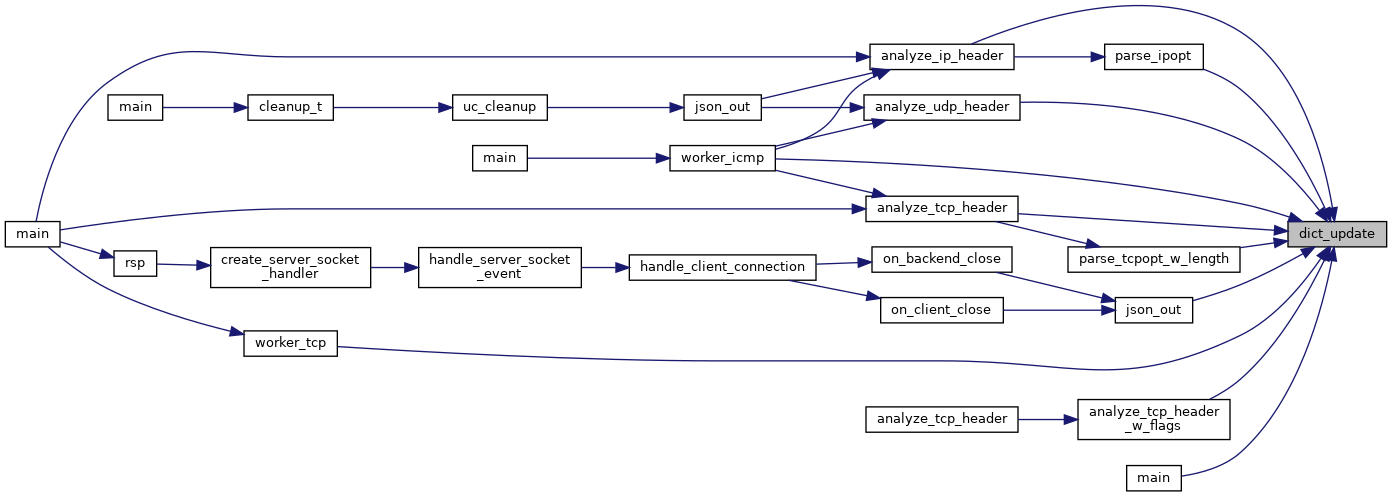 analyze_ip_header
parse_ipopt
main
cleanup_t
uc_cleanup
json_out
analyze_udp_header
main
worker_icmp
analyze_tcp_header
main
dict_update
rsp
create_server_socket
_handler
handle_server_socket
_event
handle_client_connection
on_backend_close
parse_tcpopt_w_length
on_client_close
json_out
worker_tcp
analyze_tcp_header
analyze_tcp_header
_w_flags
main